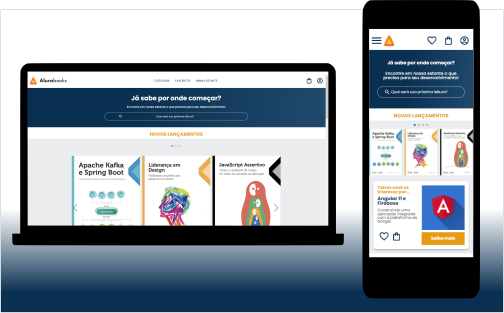 Alurabooks
CATEGORIAS FAVORITOS MINHA ESTANTE
Já sabe por onde começar?
Encontre em nossa estante o que precisa para seu desenvolvimento!
Qual será sua próxima leitura?
NOVOS LANÇAMENTOS
Apache Kafka
e Spring Boot
Liderança em
Design
JavaScript Assertivo
Já sabe por onde começar?
Encontre em nossa estante o que
precisa para seu desenvolvimento!
Qual será sua próxima leitura?
NOVOS LANÇAMENTOS
Apache Kafka
e Spring Boot
Liderança em
Design
JavaScript Assertivo
Talvez você se
interesse por...
Angular 11 e
Firebase
Construindo uma
aplicação integrada
com a plataforma do
Google.
Saiba mais